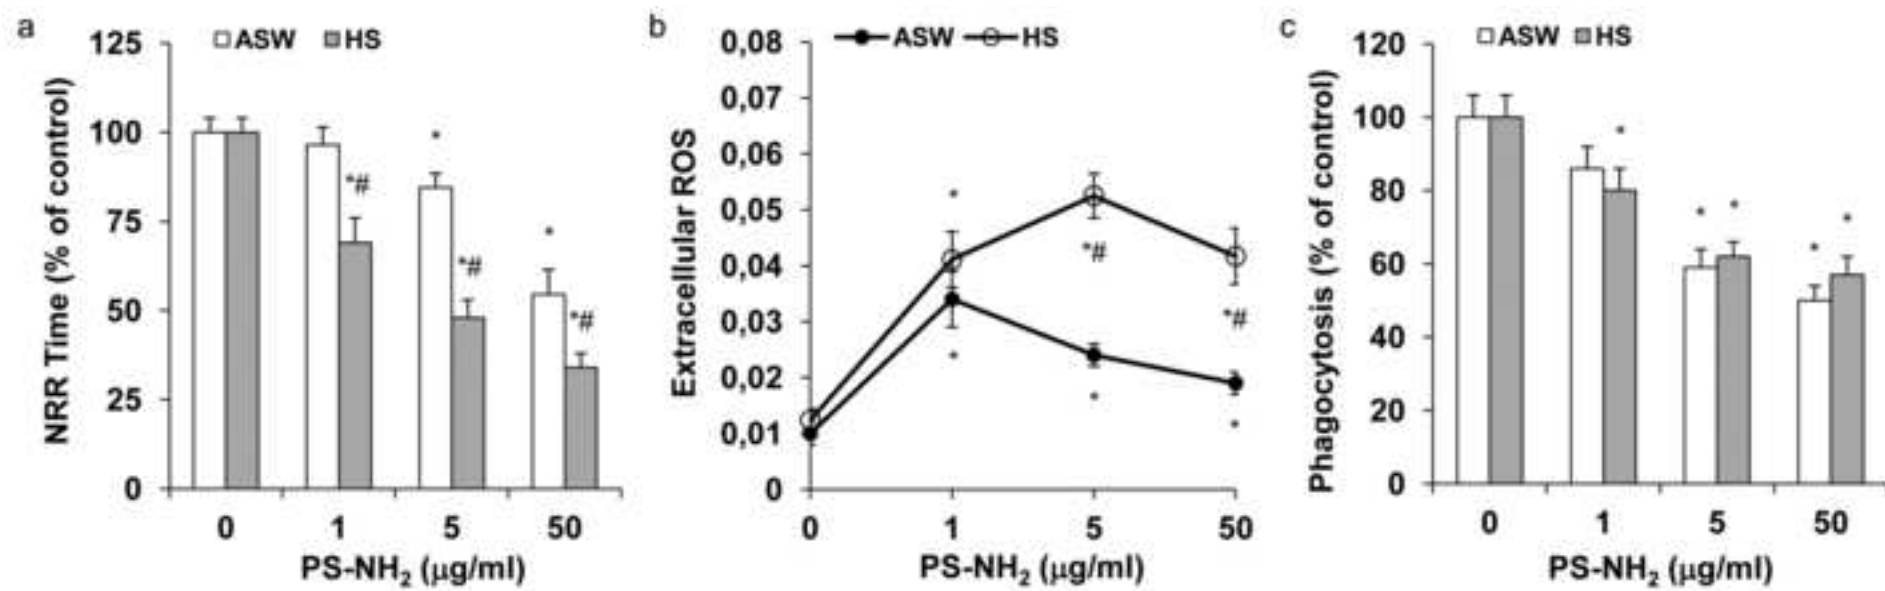 a
ASW HS
NRR Time (% of control)
125
100
75
50
25
0
*#
*
*#
*
*#
0 1 5 50
PS-NH₂ (µg/ml)
b
ASW HS
Extracellular ROS
0,08
0,07
0,06
0,05
0,04
0,03
0,02
0,01
0
*
*
*#
*
*#
*
0 1 5 50
PS-NH₂ (µg/ml)
c
ASW HS
Phagocytosis (% of control)
120
100
80
60
40
20
0
*
* *
* *
0 1 5 50
PS-NH₂ (µg/ml)